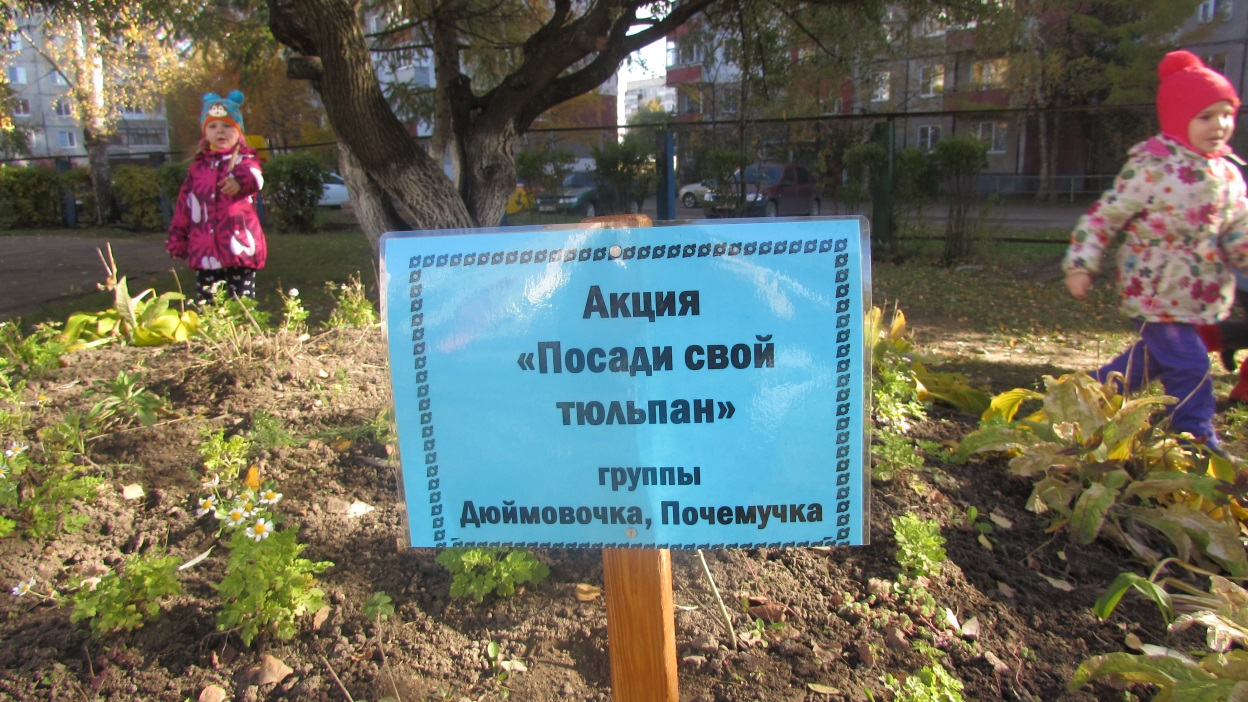 Акция
«Посади свой
тюльпан»
группы
Дюймовочка, Почемучка